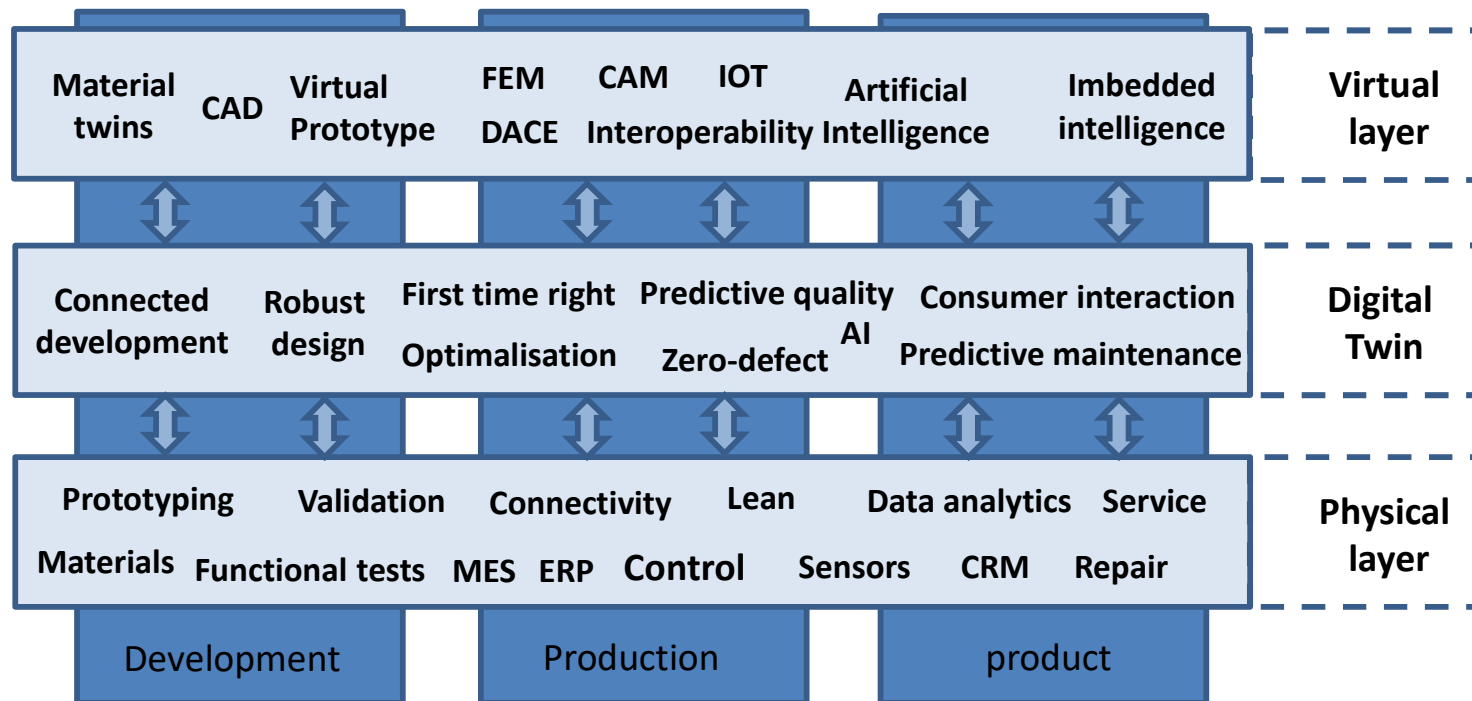 Material
twins
CAD
Virtual
Prototype
FEM
CAM
IOT
DACE
Interoperability
Artificial
Intelligence
Imbedded
intelligence
Virtual
layer
Connected
development
Robust
design
First time right
Optimalisation
Predictive quality
AI
Zero-defect
Consumer interaction
Predictive maintenance
Digital
Twin
Prototyping
Validation
Connectivity
Lean
Data analytics
Service
Materials
Functional tests
MES
ERP
Control
Sensors
CRM
Repair
Physical
layer
Development
Production
product